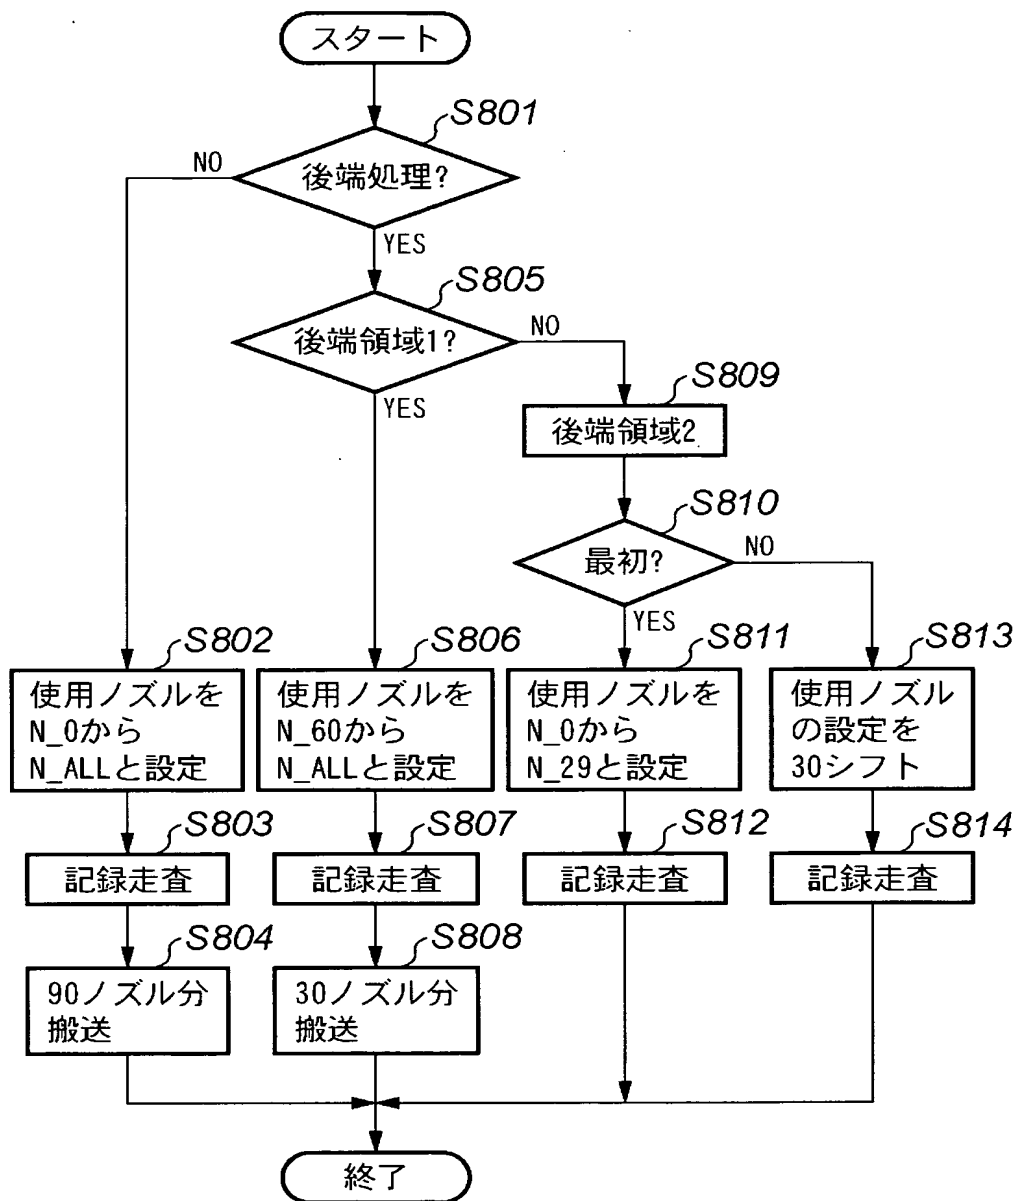 スタート
S801
後端処理?
NO
YES
S805
後端領域1?
NO
YES
S809
後端領域2
S810
最初?
NO
YES
S802
使用ノズルを
N_0から
N_ALLと設定
S803
記録走査
S804
90ノズル分
搬送
S806
使用ノズルを
N_60から
N_ALLと設定
S807
記録走査
S808
30ノズル分
搬送
S811
使用ノズルを
N_0から
N_29と設定
S812
記録走査
S813
使用ノズル
の設定を
30シフト
S814
記録走査
終了